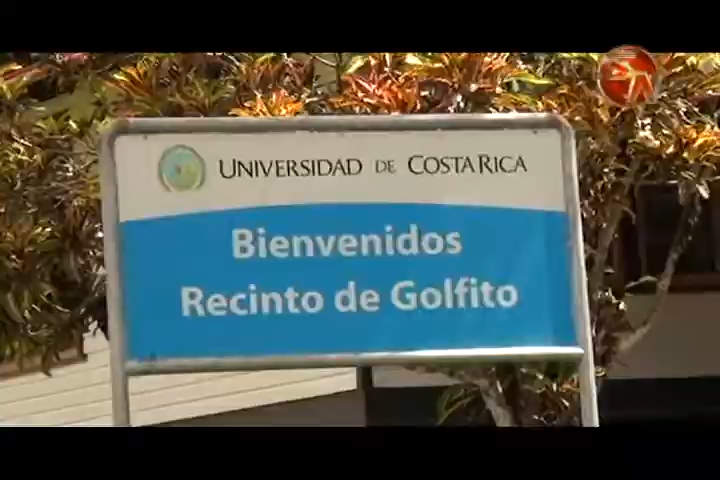 UNIVERSIDAD DE COSTA RICA
Bienvenidos
Recinto de Golfito